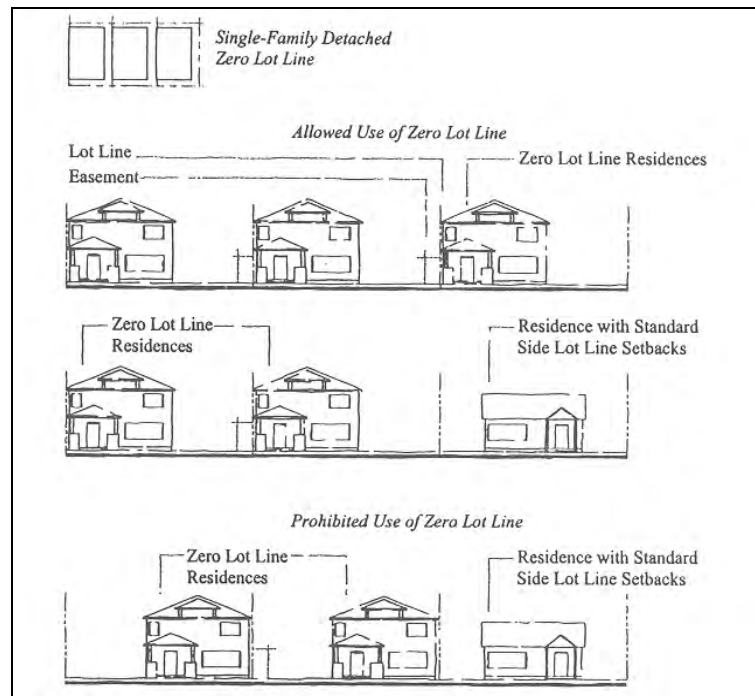 Single-Family Detached
Zero Lot Line
Allowed Use of Zero Lot Line
Lot Line
Zero Lot Line Residences
Easement
Zero Lot Line
Residences
Residence with Standard
Side Lot Line Setbacks
Prohibited Use of Zero Lot Line
Zero Lot Line
Residences
Residence with Standard
Side Lot Line Setbacks